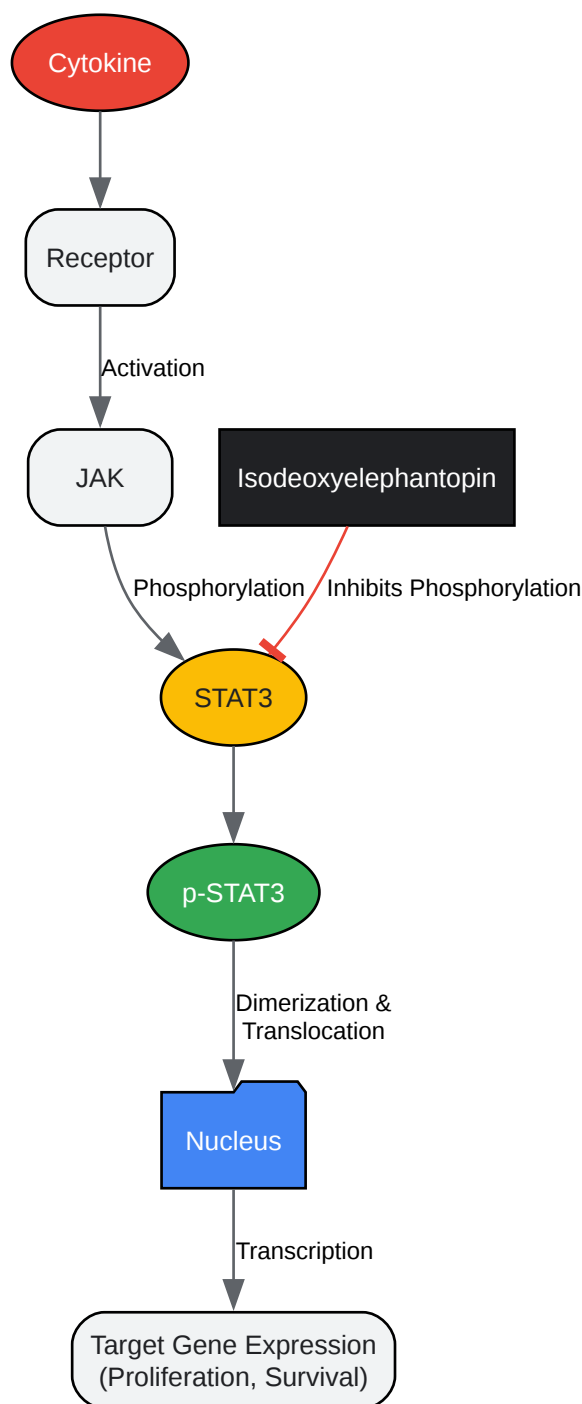 Cytokine
Receptor
Activation
JAK
Isodeoxyelephantopin
Phosphorylation
Inhibits Phosphorylation
STAT3
p-STAT3
Dimerization &
Translocation
Nucleus
Transcription
Target Gene Expression
(Proliferation, Survival)